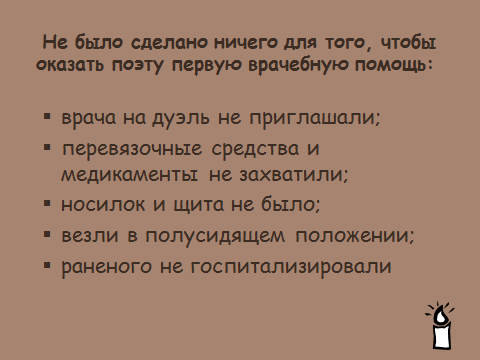 Не было сделано ничего для того, чтобы
оказать поэту первую врачебную помощь:
▪ врача на дуэль не приглашали;
▪ перевязочные средства и
медикаменты не захватили;
▪ носилок и щита не было;
▪ везли в полусидящем положении;
▪ раненого не госпитализировали